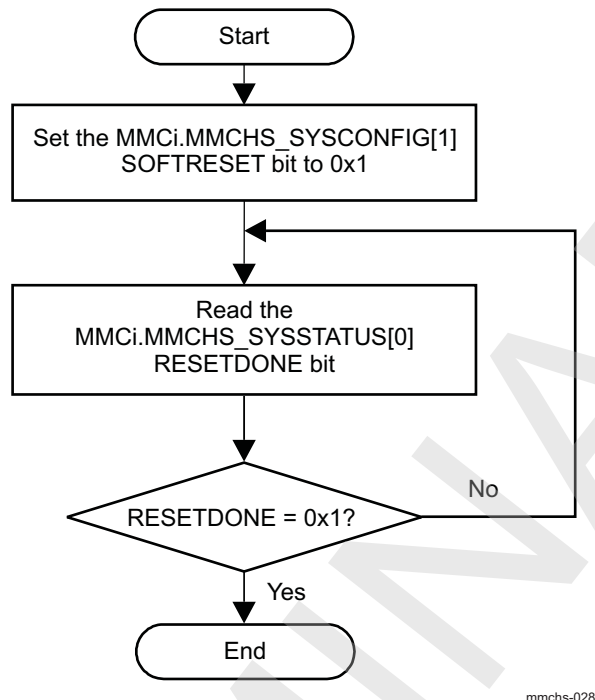 Start
Set the MMCi.MMCHS_SYSCONFIG[1]
SOFTRESET bit to 0x1
Read the
MMCi.MMCHS_SYSSTATUS[0]
RESETDONE bit
No
RESETDONE = 0x1?
Yes
End
mmchs-028